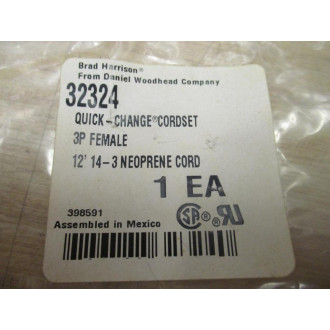 Brad Harrison®
From Daniel Woodhead Company
32324
QUICK-CHANGE® CORDSET
3P FEMALE
12' 14-3 NEOPRENE CORD
1 EA
398591
Assembled in Mexico